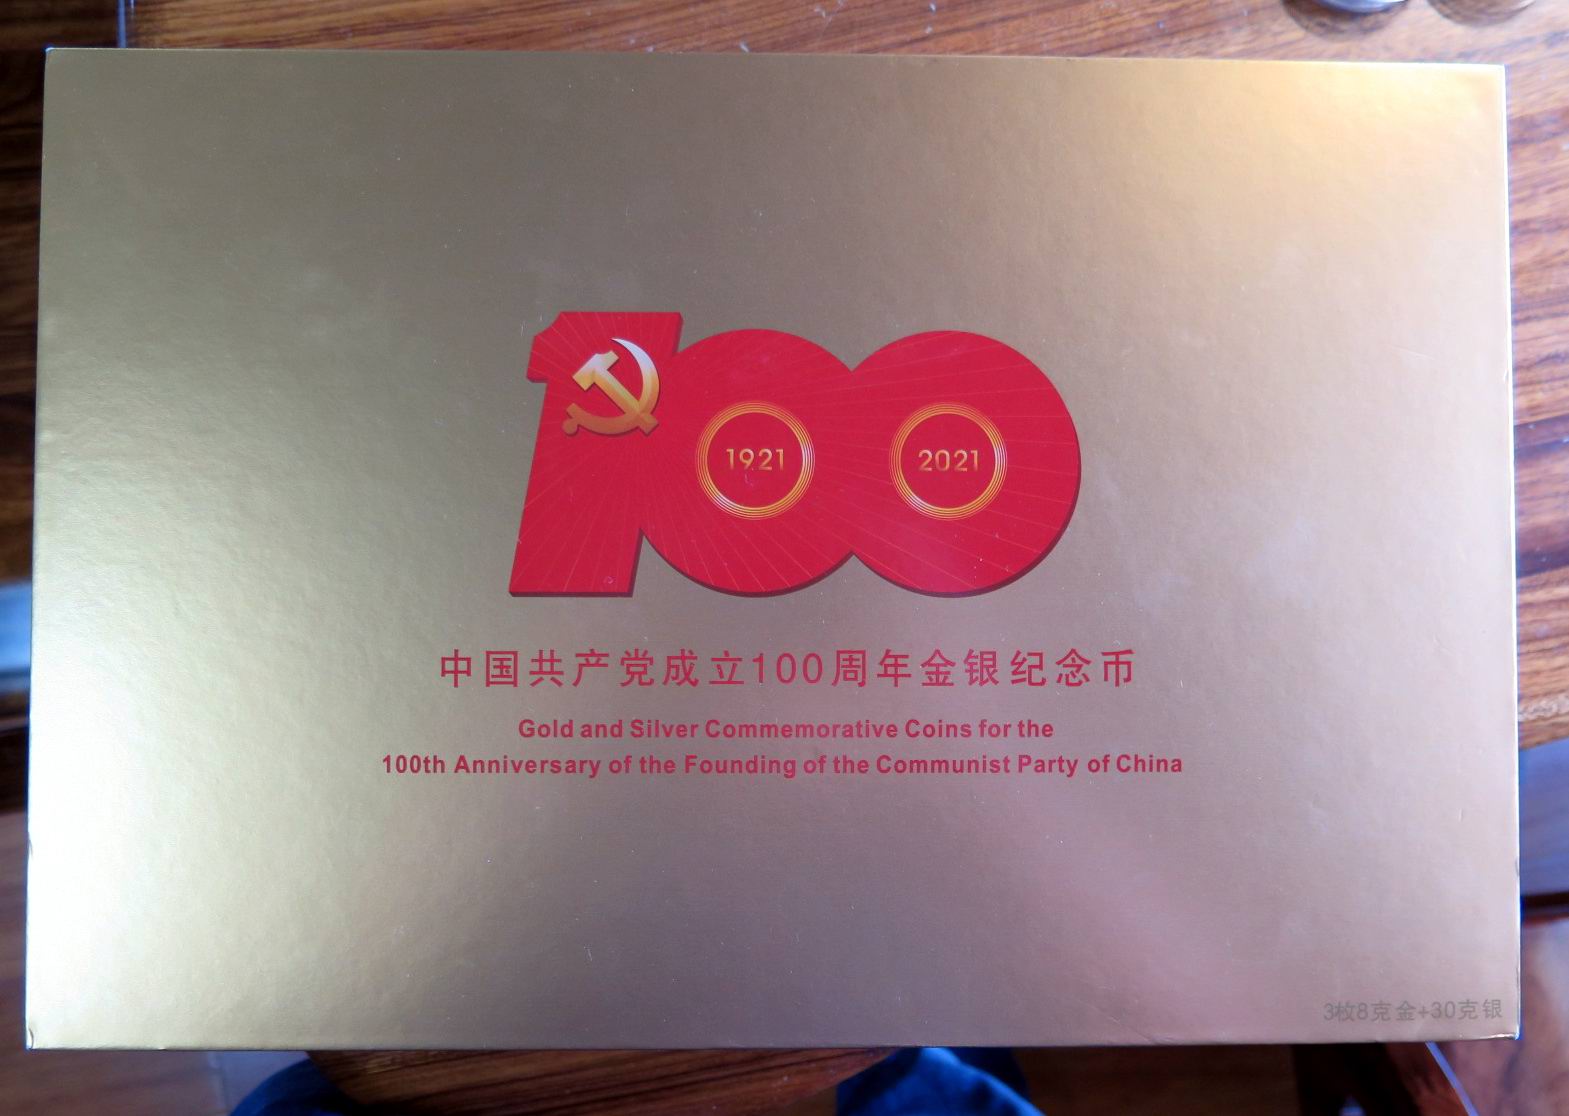 100
1921
2021
中国共产党成立100周年金银纪念币
Gold and Silver Commemorative Coins for the
100th Anniversary of the Founding of the Communist Party of China
3枚8克金+30克银